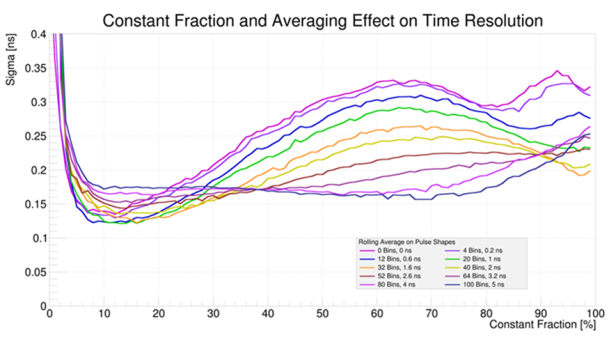 Constant Fraction and Averaging Effect on Time Resolution
Sigma [ns]
0.4
0.35
0.3
0.25
0.2
0.15
0.1
0.05
0
0 10 20 30 40 50 60 70 80 90 100
Constant Fraction [%]
Rolling Average on Pulse Shapes
0 Bins, 0 ns 4 Bins, 0.2 ns
12 Bins, 0.6 ns 20 Bins, 1 ns
32 Bins, 1.6 ns 40 Bins, 2 ns
52 Bins, 2.6 ns 64 Bins, 3.2 ns
80 Bins, 4 ns 100 Bins, 5 ns